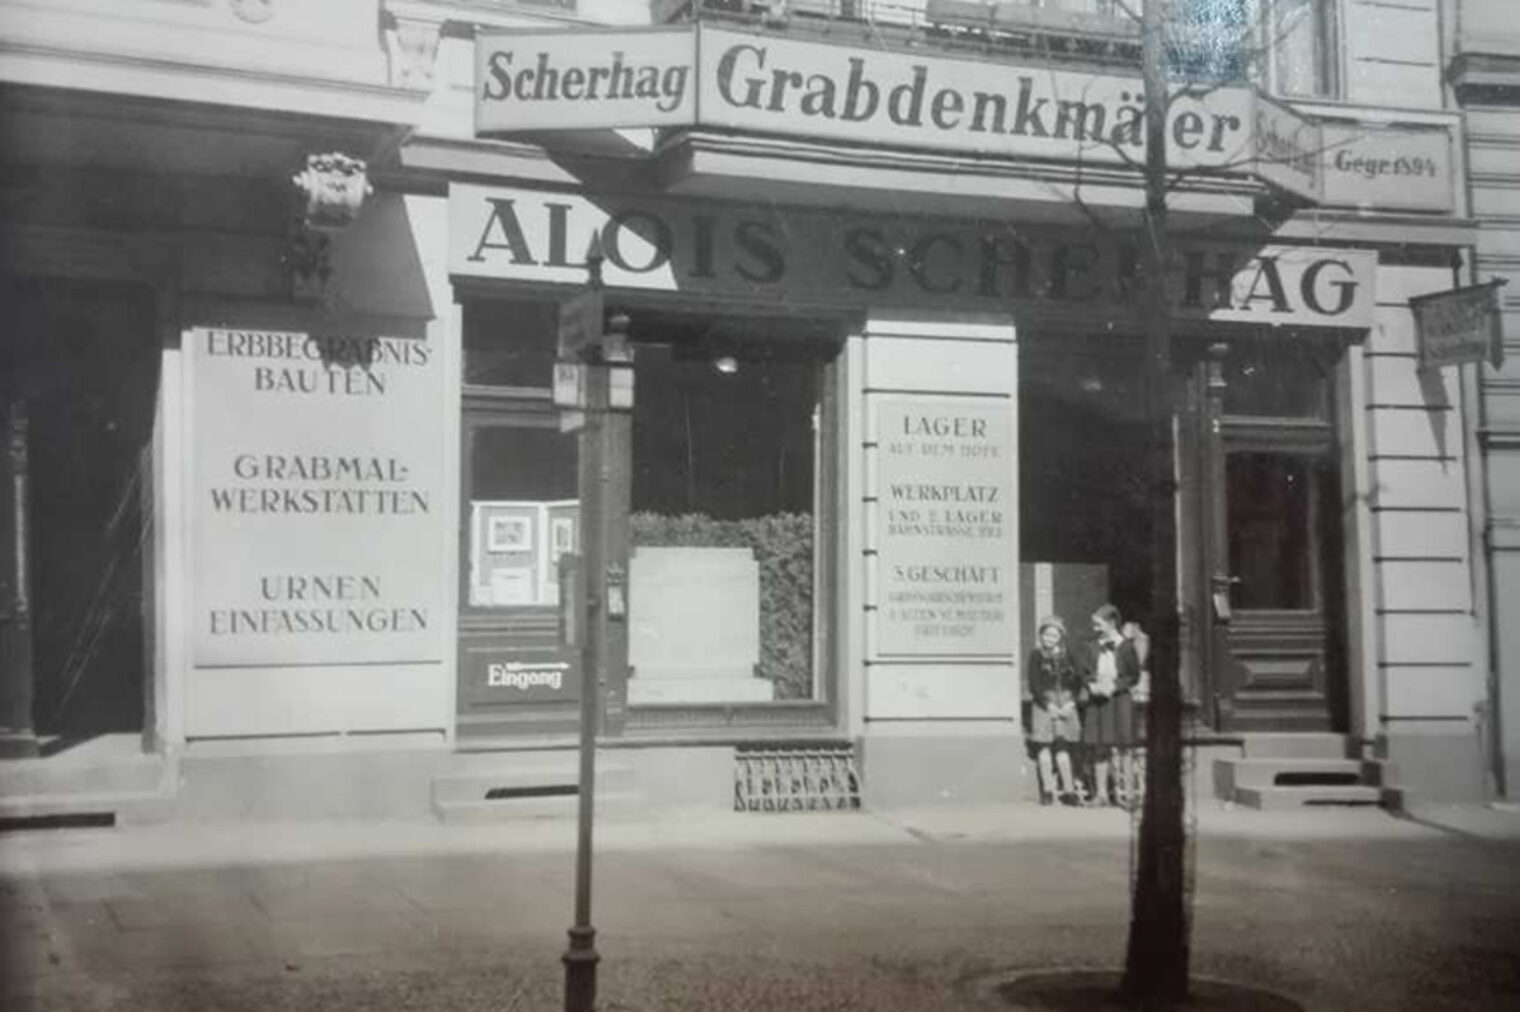 Scherhag Grabdenkmäler Scherhag Gegr. 1894
ALOIS SCHERHAG
ERBBEGRÄBNIS-
BAUTEN
GRABMAL-
WERKSTÄTTEN
URNEN
EINFASSUNGEN
Eingang
LAGER
AUF DEM HOFE
WERKPLATZ
UND 2. LAGER
3. GESCHÄFT